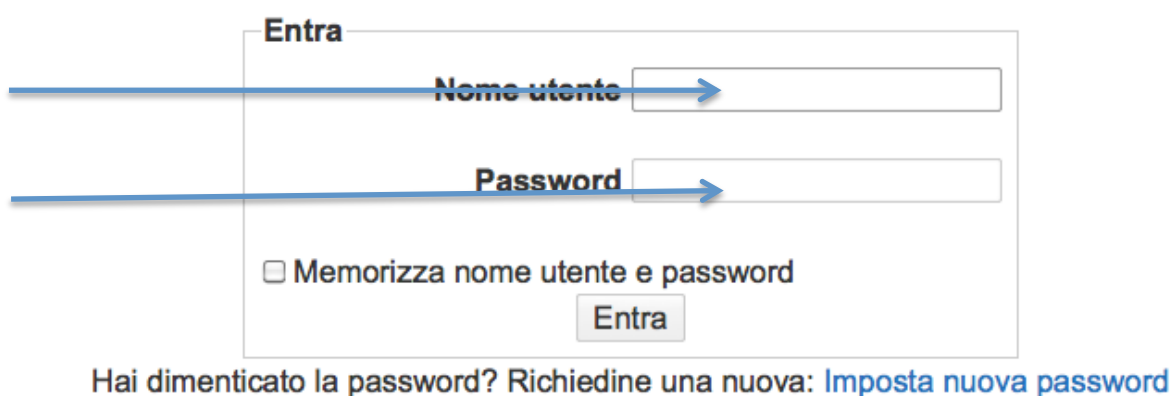 Entra
Nome utente
Password
Memorizza nome utente e password
Entra
Hai dimenticato la password? Richiedine una nuova: Imposta nuova password